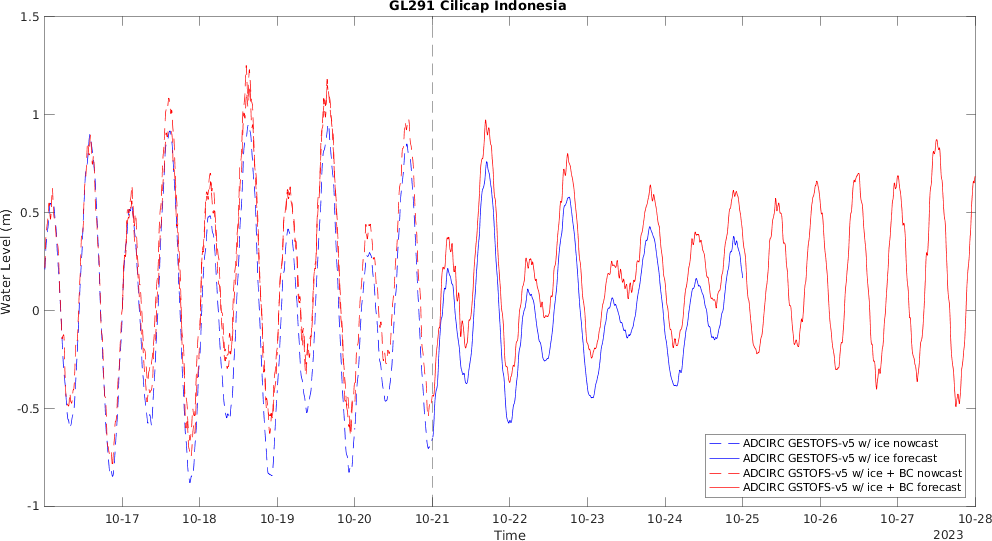 GL291 Cilicap Indonesia
1.5
1
0.5
0
-0.5
-1
Water Level (m)
10-17
10-18
10-19
10-20
10-21
10-22
10-23
10-24
10-25
10-26
10-27
10-28
Time
2023
ADCIRC GESTOFS-v5 w/ ice nowcast
ADCIRC GESTOFS-v5 w/ ice forecast
ADCIRC GSTOFS-v5 w/ ice + BC nowcast
ADCIRC GSTOFS-v5 w/ ice + BC forecast